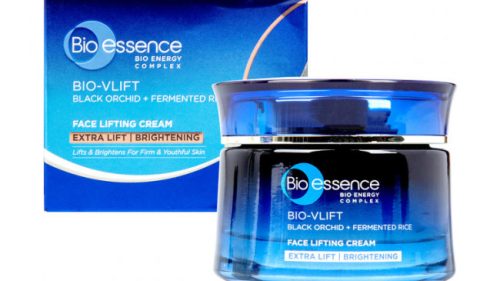 Bio essence
BIO ENERGY
COMPLEX
BIO-VLIFT
BLACK ORCHID + FERMENTED
FACE LIFTING CREAM
EXTRA LIFT | BRIGHTENING
Lifts & Brightens For Firm & Youthful Skin
Bio essence
BIO ENERGY
COMPLEX
BIO-VLIFT
BLACK ORCHID + FERMENTED RICE
FACE LIFTING CREAM
EXTRA LIFT | BRIGHTENING